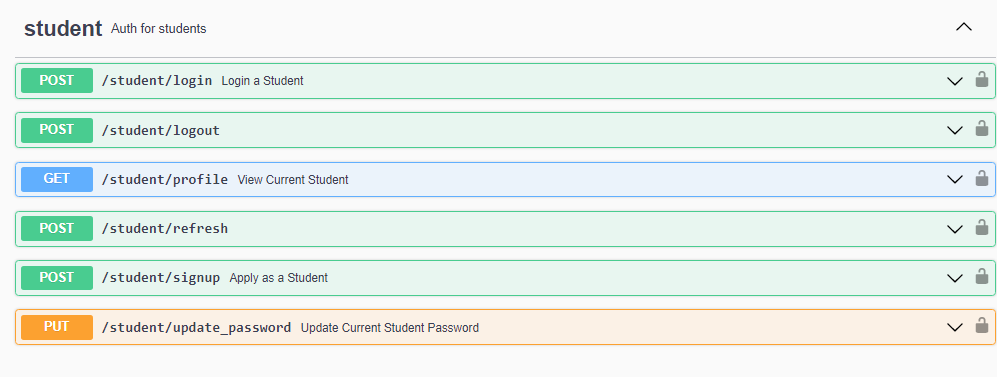 student Auth for students
POST /student/login Login a Student
POST /student/logout
GET /student/profile View Current Student
POST /student/refresh
POST /student/signup Apply as a Student
PUT /student/update_password Update Current Student Password